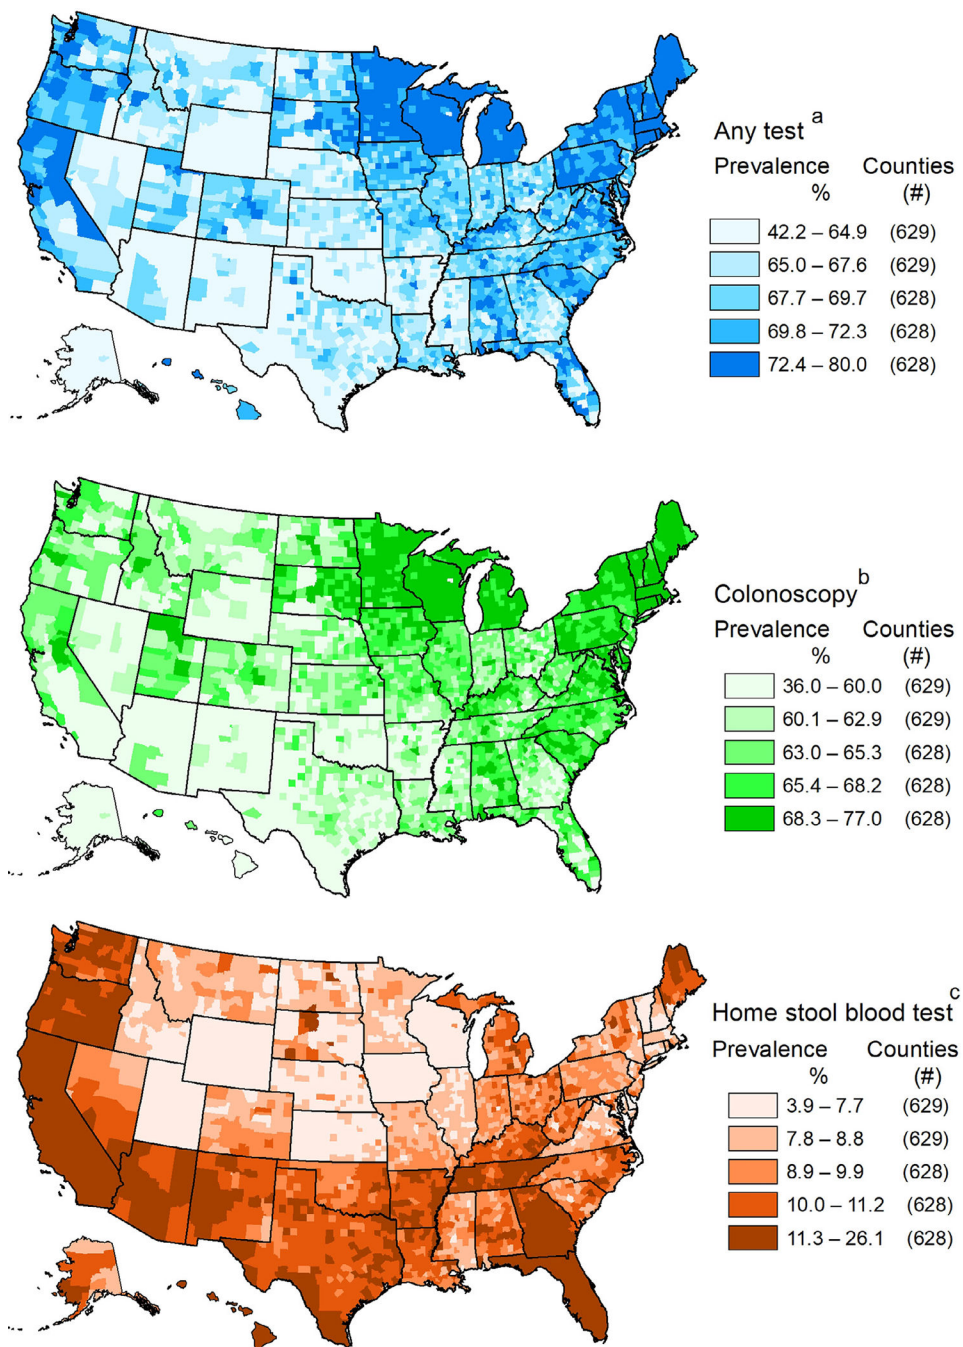 Any test a
Prevalence Counties
% (#)
42.2 – 64.9 (629)
65.0 – 67.6 (629)
67.7 – 69.7 (628)
69.8 – 72.3 (628)
72.4 – 80.0 (628)
Colonoscopy b
Prevalence Counties
% (#)
36.0 – 60.0 (629)
60.1 – 62.9 (629)
63.0 – 65.3 (628)
65.4 – 68.2 (628)
68.3 – 77.0 (628)
Home stool blood test c
Prevalence Counties
% (#)
3.9 – 7.7 (629)
7.8 – 8.8 (629)
8.9 – 9.9 (628)
10.0 – 11.2 (628)
11.3 – 26.1 (628)